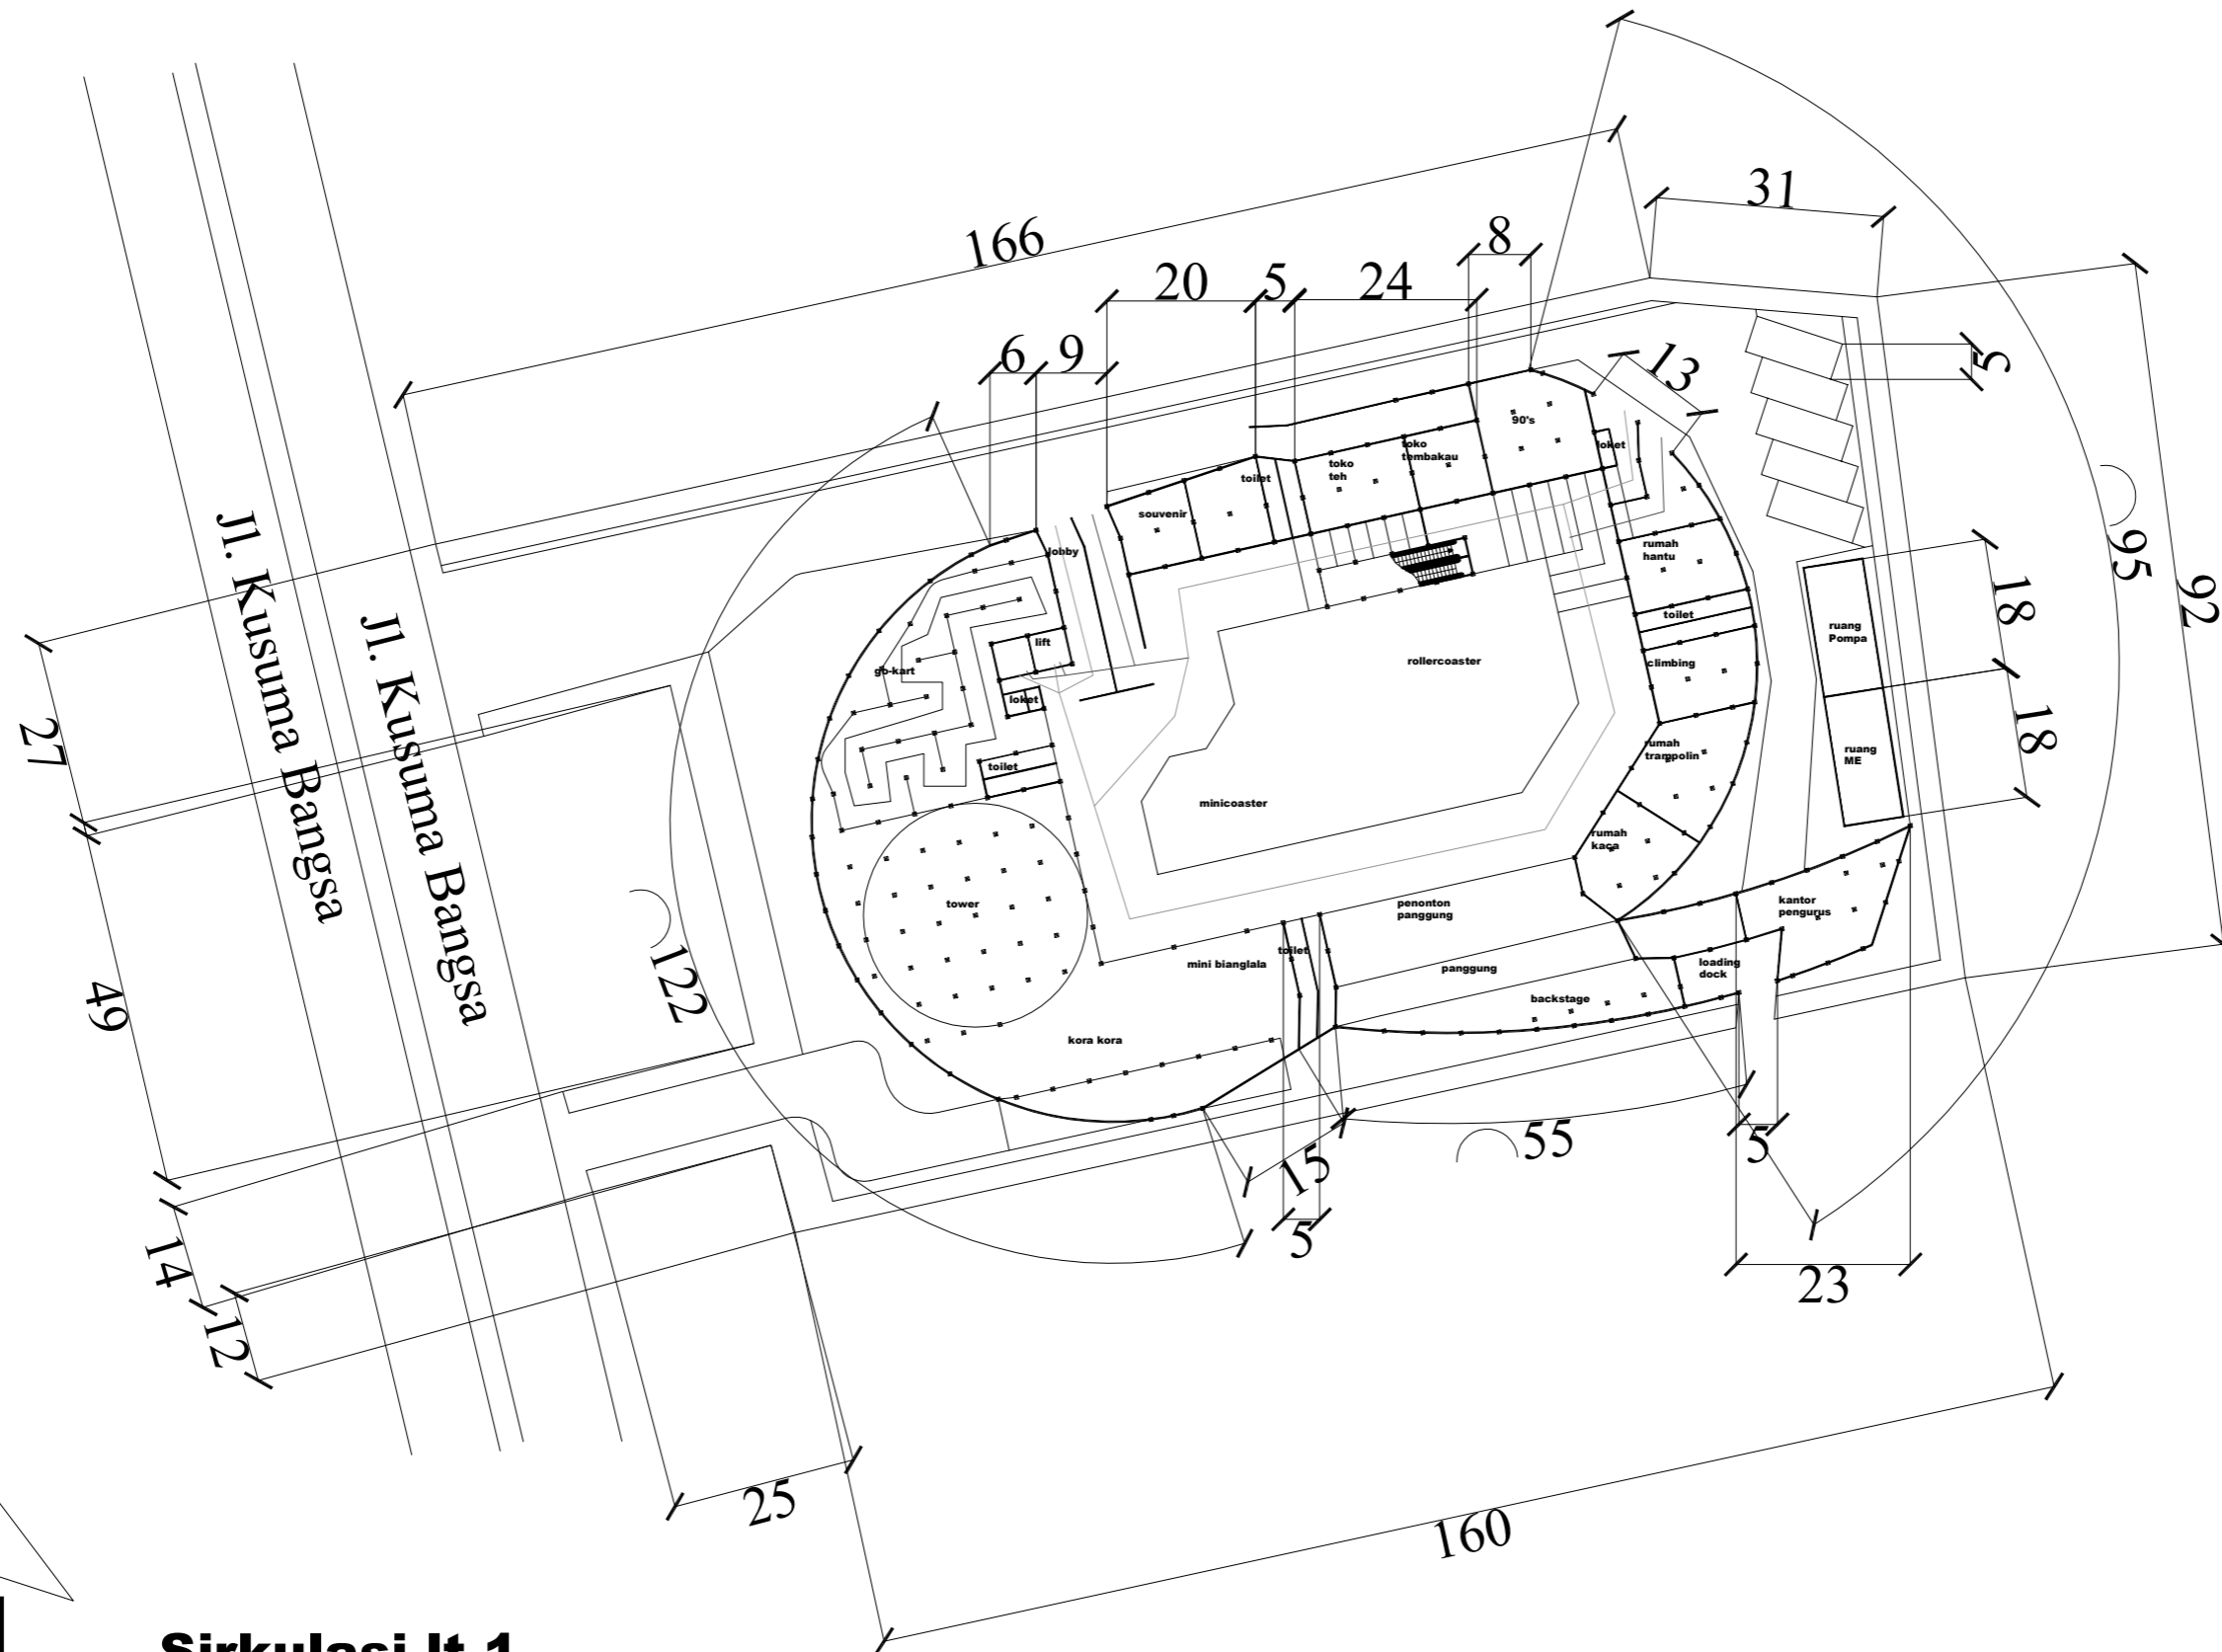 166
31
8
20
5
24
6
9
13
5
95
92
18
18
27
49
14
12
122
25
160
55
15
5
5
23
Jl. Kusuma Bangsa
Jl. Kusuma Bangsa
90's
loket
toko
tembakau
toko
teh
toilet
souvenir
lobby
rumah
hantu
toilet
climbing
rumah
trampolin
rumah
kaca
ruang
Pompa
ruang
ME
lift
go-kart
loket
toilet
rollercoaster
minicoaster
tower
penonton
panggung
kantor
pengurus
toilet
mini bianglala
panggung
loading
dock
backstage
kora kora
Sirkulasi lt 1